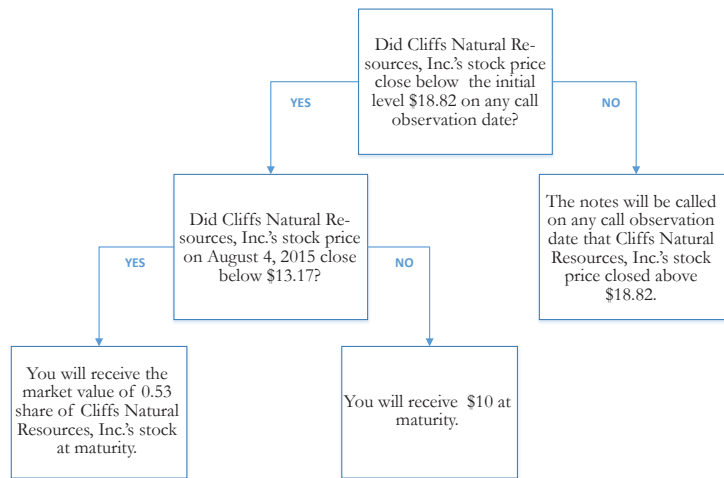 Did Cliffs Natural Re-
sources, Inc.'s stock price
close below the initial
level $18.82 on any call
observation date?
YES
NO
Did Cliffs Natural Re-
sources, Inc.'s stock price
on August 4, 2015 close
below $13.17?
The notes will be called
on any call observation
date that Cliffs Natural
Resources, Inc.'s stock
price closed above
$18.82.
YES
NO
You will receive the
market value of 0.53
share of Cliffs Natural
Resources, Inc.'s stock
at maturity.
You will receive $10 at
maturity.